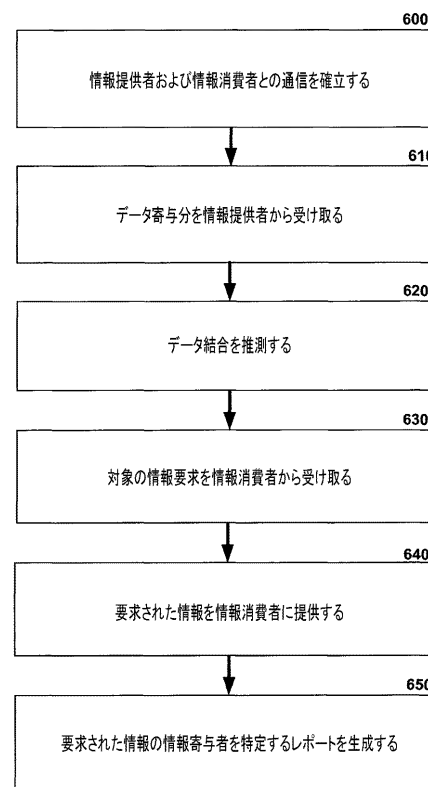 600
情報提供者および情報消費者との通信を確立する
610
データ寄与分を情報提供者から受け取る
620
データ結合を推測する
630
対象の情報要求を情報消費者から受け取る
640
要求された情報を情報消費者に提供する
650
要求された情報の情報寄与者を特定するレポートを生成する